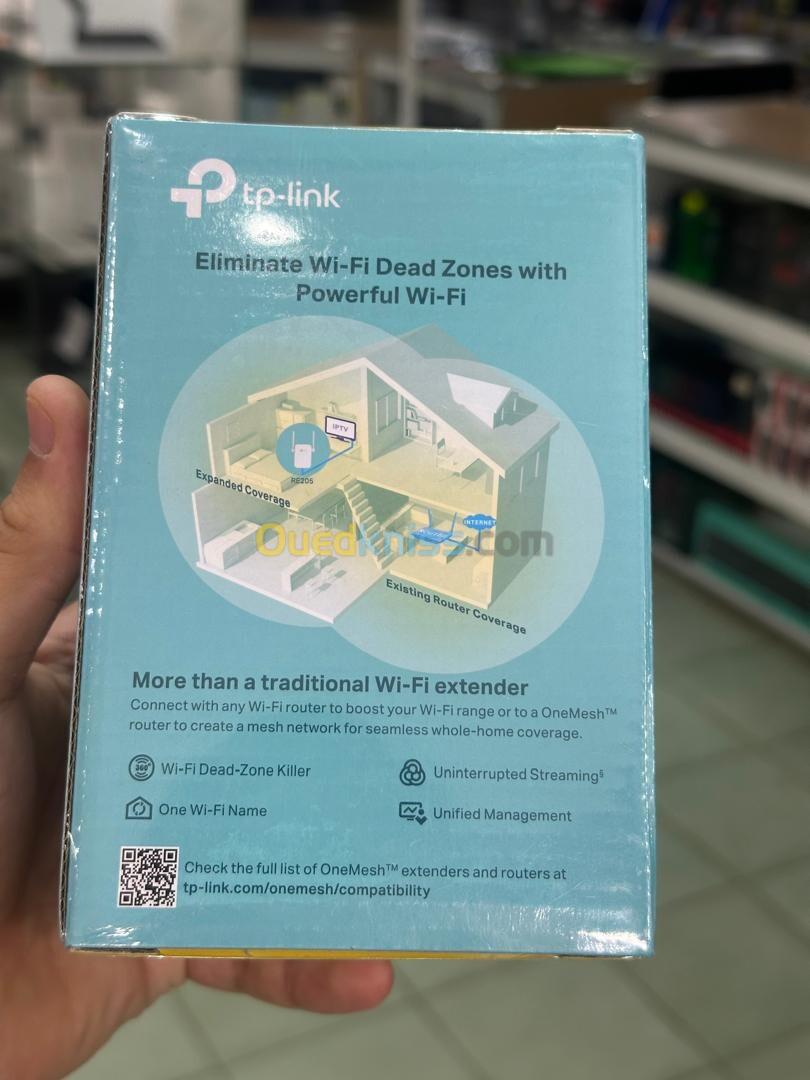 tp-link
Eliminate Wi-Fi Dead Zones with
Powerful Wi-Fi
IPTV
RE205
Expanded Coverage
INTERNET
Ouedkniss.com
Existing Router Coverage
More than a traditional Wi-Fi extender
Connect with any Wi-Fi router to boost your Wi-Fi range or to a OneMesh™
router to create a mesh network for seamless whole-home coverage.
360°
Wi-Fi Dead-Zone Killer
Uninterrupted Streaming§
One Wi-Fi Name
Unified Management
Check the full list of OneMesh™ extenders and routers at
tp-link.com/onemesh/compatibility